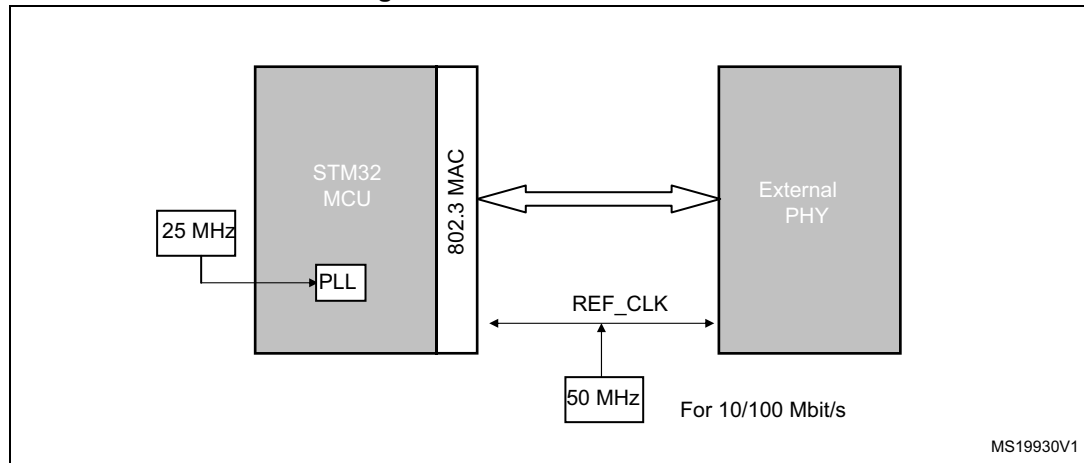 STM32
MCU
802.3 MAC
External
PHY
25 MHz
PLL
REF_CLK
50 MHz
For 10/100 Mbit/s
MS19930V1